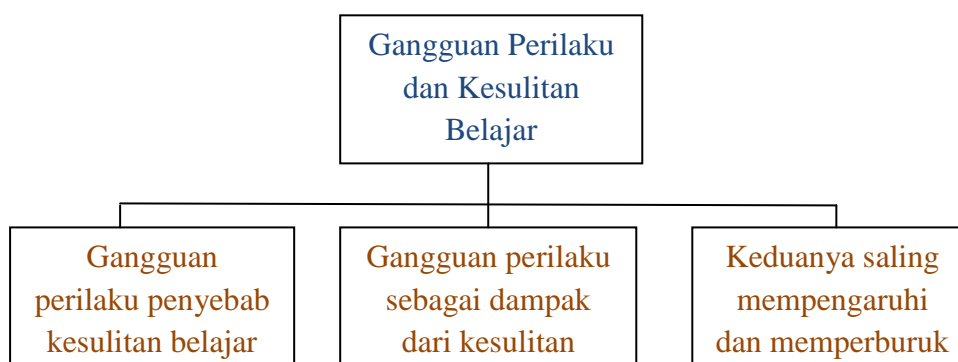 Gangguan Perilaku
dan Kesulitan
Belajar
Gangguan
perilaku penyebab
kesulitan belajar
Gangguan perilaku
sebagai dampak
dari kesulitan
Keduanya saling
mempengaruhi
dan memperburuk